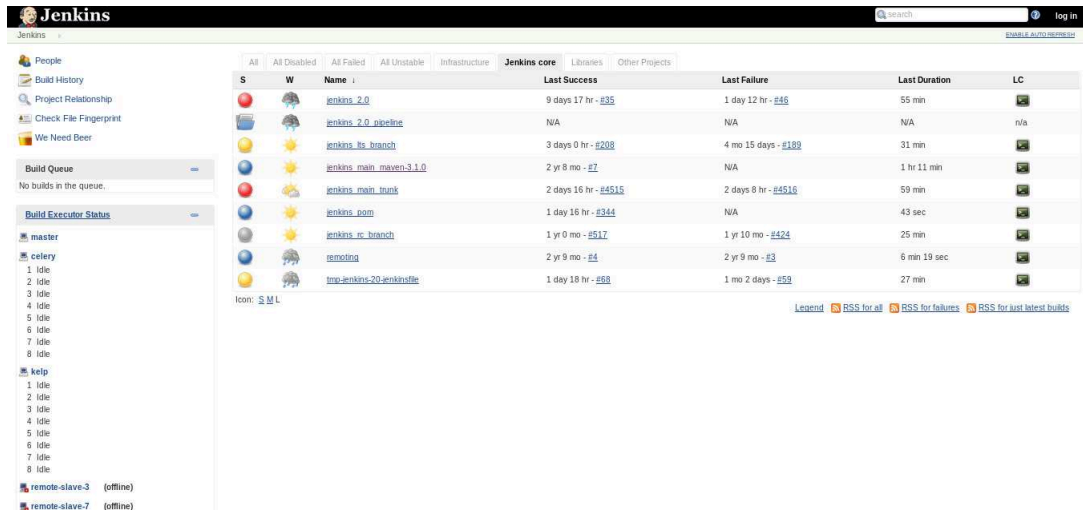 Jenkins
search
log in
Jenkins
ENABLE AUTO REFRESH
People
Build History
Project Relationship
Check File Fingerprint
We Need Beer
Build Queue
No builds in the queue.
Build Executor Status
master
celery
1 Idle
2 Idle
3 Idle
4 Idle
5 Idle
6 Idle
7 Idle
8 Idle
kelp
1 Idle
2 Idle
3 Idle
4 Idle
5 Idle
6 Idle
7 Idle
8 Idle
remote-slave-3 (offline)
remote-slave-7 (offline)
All All Disabled All Failed All Unstable Infrastructure Jenkins core Libraries Other Projects
S W Name ↓ Last Success Last Failure Last Duration LC
jenkins_2.0 9 days 17 hr - #35 1 day 12 hr - #46 55 min
jenkins_2.0_pipeline N/A N/A N/A n/a
jenkins_lts_branch 3 days 0 hr - #208 4 mo 15 days - #189 31 min
jenkins_main_maven-3.1.0 2 yr 8 mo - #7 N/A 1 hr 11 min
jenkins_main_trunk 2 days 16 hr - #4515 2 days 8 hr - #4516 59 min
jenkins_pom 1 day 16 hr - #344 N/A 43 sec
jenkins_rc_branch 1 yr 0 mo - #517 1 yr 10 mo - #424 25 min
remoting 2 yr 9 mo - #4 2 yr 9 mo - #3 6 min 19 sec
tmp-jenkins-20-jenkinsfile 1 day 18 hr - #68 1 mo 2 days - #59 27 min
Icon: S M L
Legend RSS for all RSS for failures RSS for just latest builds